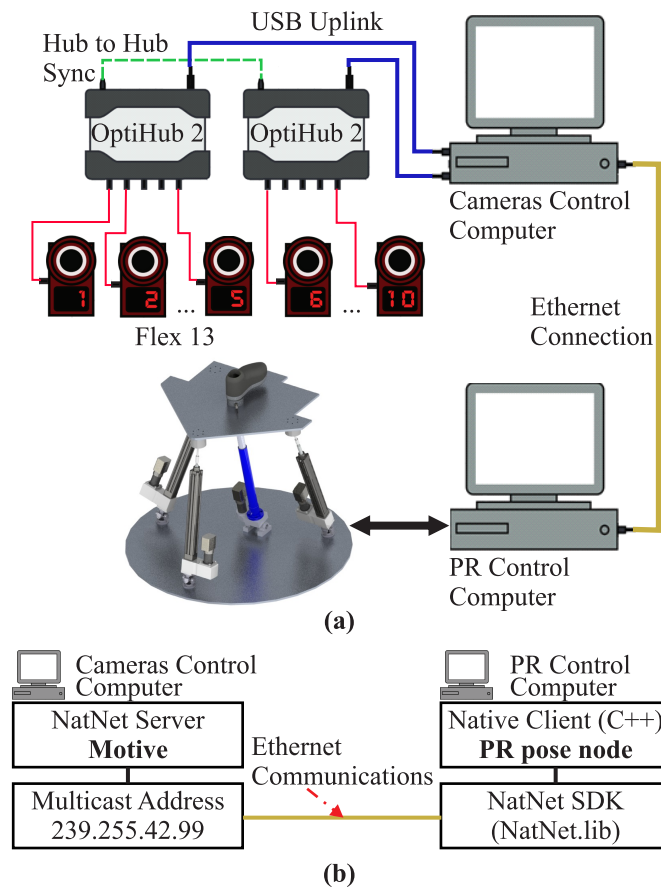 USB Uplink
Hub to Hub
Sync
OptiHub 2
OptiHub 2
Cameras Control
Computer
1
2
...
5
6
...
10
Flex 13
Ethernet
Connection
PR Control
Computer
(a)
Cameras Control
Computer
PR Control
Computer
NatNet Server
Motive
Native Client (C++)
PR pose node
Ethernet
Communications
Multicast Address
239.255.42.99
NatNet SDK
(NatNet.lib)
(b)